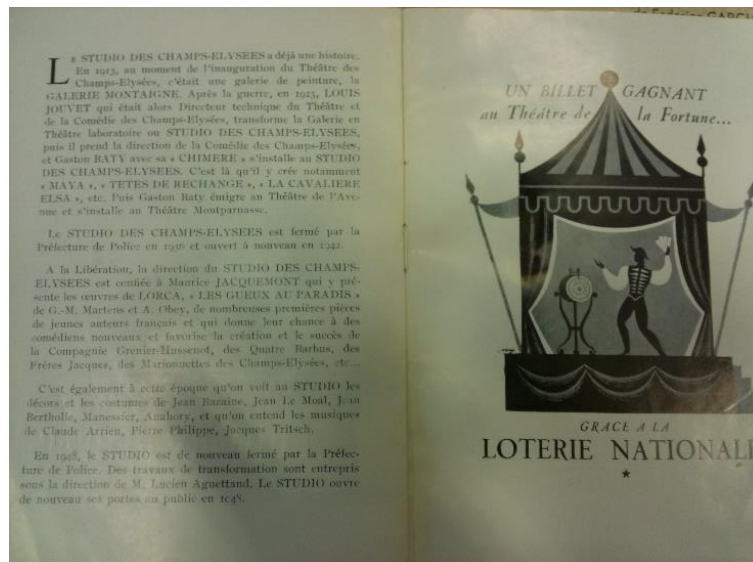 LE STUDIO DES CHAMPS-ELYSEES a déjà une histoire.
En 1913, au moment de l'inauguration du Théâtre des
Champs-Elysées, c'était une galerie de peinture, la
GALERIE MONTAIGNE. Après la guerre, en 1923, LOUIS
JOUVET qui était alors Directeur technique du Théâtre et
de la Comédie des Champs-Elysées, transforme la Galerie en
Théâtre laboratoire ou STUDIO DES CHAMPS-ELYSEES,
puis il prend la direction de la Comédie des Champs-Elysées,
et Gaston BATY avec sa « CHIMERE » s'installe au STUDIO
DES CHAMPS-ELYSEES. C'est là qu'il y crée notamment
« MAYA », « TETES DE RECHANGE », « LA CAVALIERE
ELSA », etc. Puis Gaston Baty émigre au Théâtre de l'Ave-
nue et s'installe au Théâtre Montparnasse.
Le STUDIO DES CHAMPS-ELYSEES est fermé par la
Préfecture de Police en et ouvert à nouveau en 1942.
A la Libération, la direction du STUDIO DES CHAMPS-
ELYSEES est confiée à Maurice JACQUEMONT qui y pré-
sente les œuvres de LORCA, « LES GUEUX AU PARADIS »
de G.-M. Martens et A. Obey, de nombreuses premières pièces
de jeunes auteurs français et qui donne leur chance à des
comédiens nouveaux et favorise la création et le succès de
la Compagnie Grenier-Hussenot, des Quatre Barbus, des
Frères Jacques, des Marionnettes des Champs-Elysées, etc...
C'est également à cette époque qu'on voit au STUDIO les
décors et les costumes de Jean Bazaine, Jean Le Moal, Jean
Bertholle, Manessier, Anahory, et qu'on entend les musiques
de Claude Arrieu, Pierre Philippe, Jacques Tritsch.
En 1948, le STUDIO est de nouveau fermé par la Préfec-
ture de Police. Des travaux de transformation sont entrepris
sous la direction de M. Lucien Aguettand. Le STUDIO ouvre
de nouveau ses portes au public en 1948.
de Federico
UN BILLET GAGNANT
au Théâtre de la Fortune...
GRACE A LA
LOTERIE NATIONALE